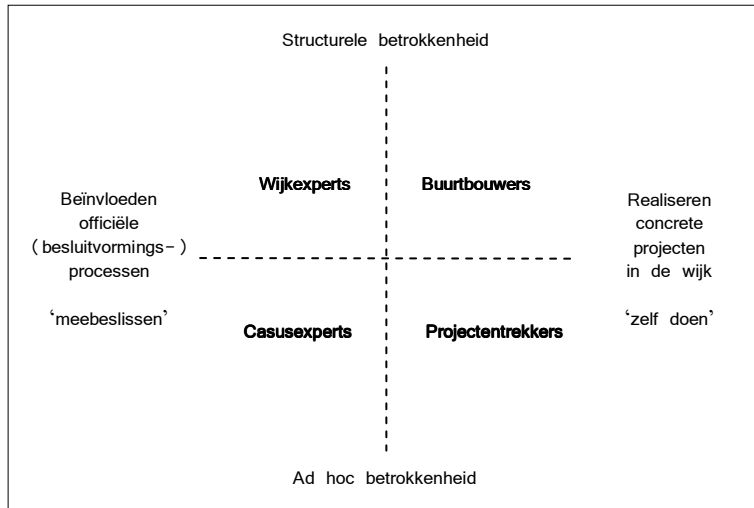 Structurele betrokkenheid
Wijkexperts
Buurtbouwers
Beïnvloeden
officiële
(besluitvormings-)
processen
'meebeslissen'
Realiseren
concrete
projecten
in de wijk
'zelf doen'
Casusexperts
Projectentrekkers
Ad hoc betrokkenheid